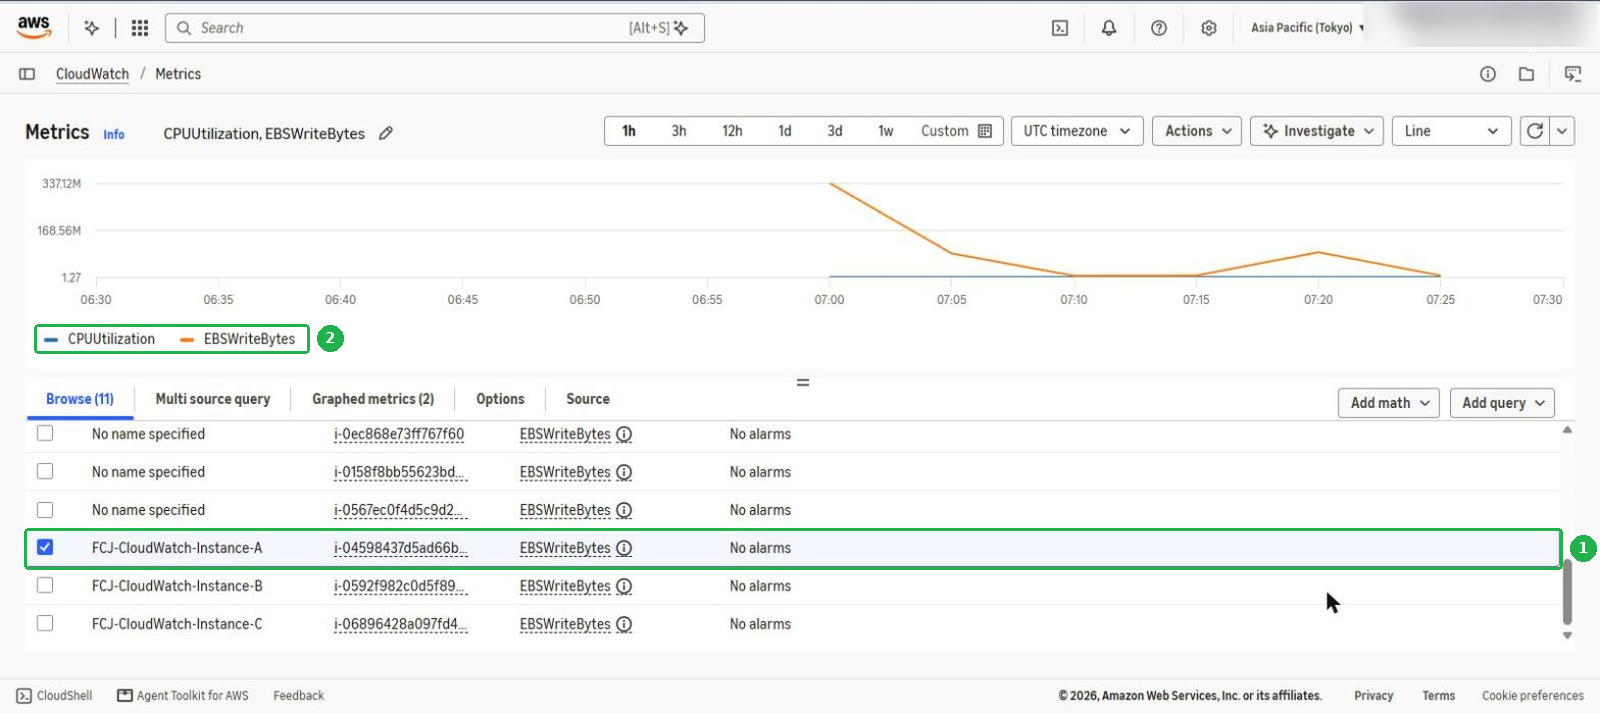 aws
Search [Alt+S]
Asia Pacific (Tokyo)
CloudWatch / Metrics
Metrics Info CPUUtilization, EBSWriteBytes 1h 3h 12h 1d 3d 1w Custom UTC timezone Actions Investigate Line
337.12M
168.56M
1.27
06:30 06:35 06:40 06:45 06:50 06:55 07:00 07:05 07:10 07:15 07:20 07:25 07:30
CPUUtilization EBSWriteBytes 2
Browse (11) Multi source query Graphed metrics (2) Options Source Add math Add query
No name specified i-0ec868e73ff767f60 EBSWriteBytes No alarms
No name specified i-0158f8bb55623bd... EBSWriteBytes No alarms
No name specified i-0567ec0f4d5c9d2... EBSWriteBytes No alarms
FCJ-CloudWatch-Instance-A i-04598437d5ad66b... EBSWriteBytes No alarms 1
FCJ-CloudWatch-Instance-B i-0592f982c0d5f89... EBSWriteBytes No alarms
FCJ-CloudWatch-Instance-C i-06896428a097fd4... EBSWriteBytes No alarms
CloudShell Agent Toolkit for AWS Feedback © 2026, Amazon Web Services, Inc. or its affiliates. Privacy Terms Cookie preferences